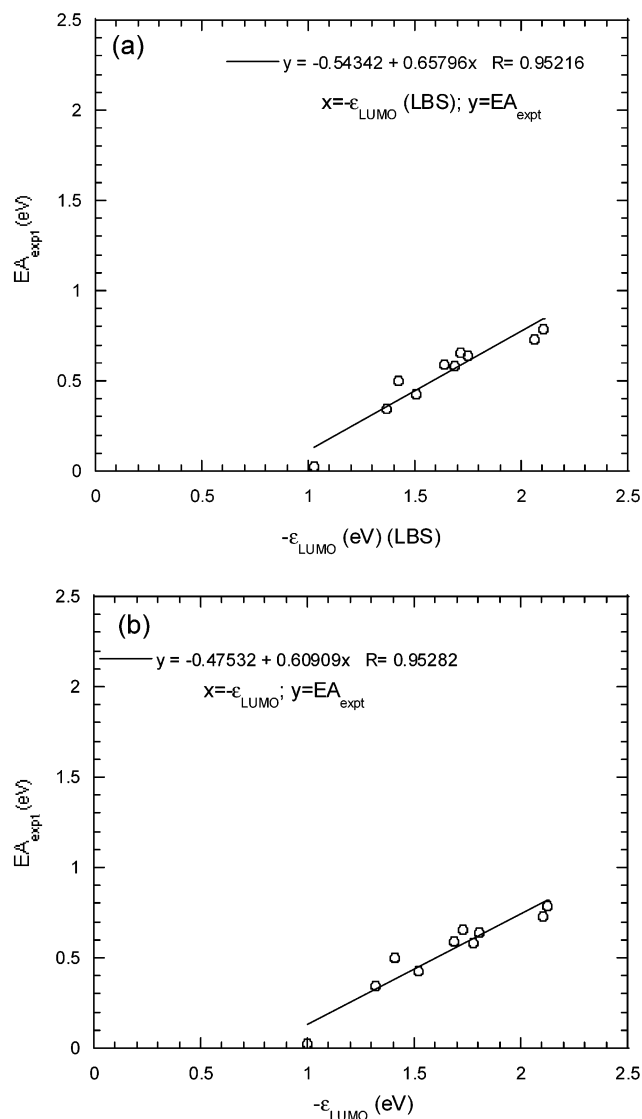 (a)
y = -0.54342 + 0.65796x R= 0.95216
x=-εLUMO (LBS); y=EAexpt
2.5
2
1.5
1
0.5
0
EAexpt (eV)
0 0.5 1 1.5 2 2.5
-εLUMO (eV) (LBS)
(b)
y = -0.47532 + 0.60909x R= 0.95282
x=-εLUMO; y=EAexpt
2.5
2
1.5
1
0.5
0
EAexpt (eV)
0 0.5 1 1.5 2 2.5
-εLUMO (eV)